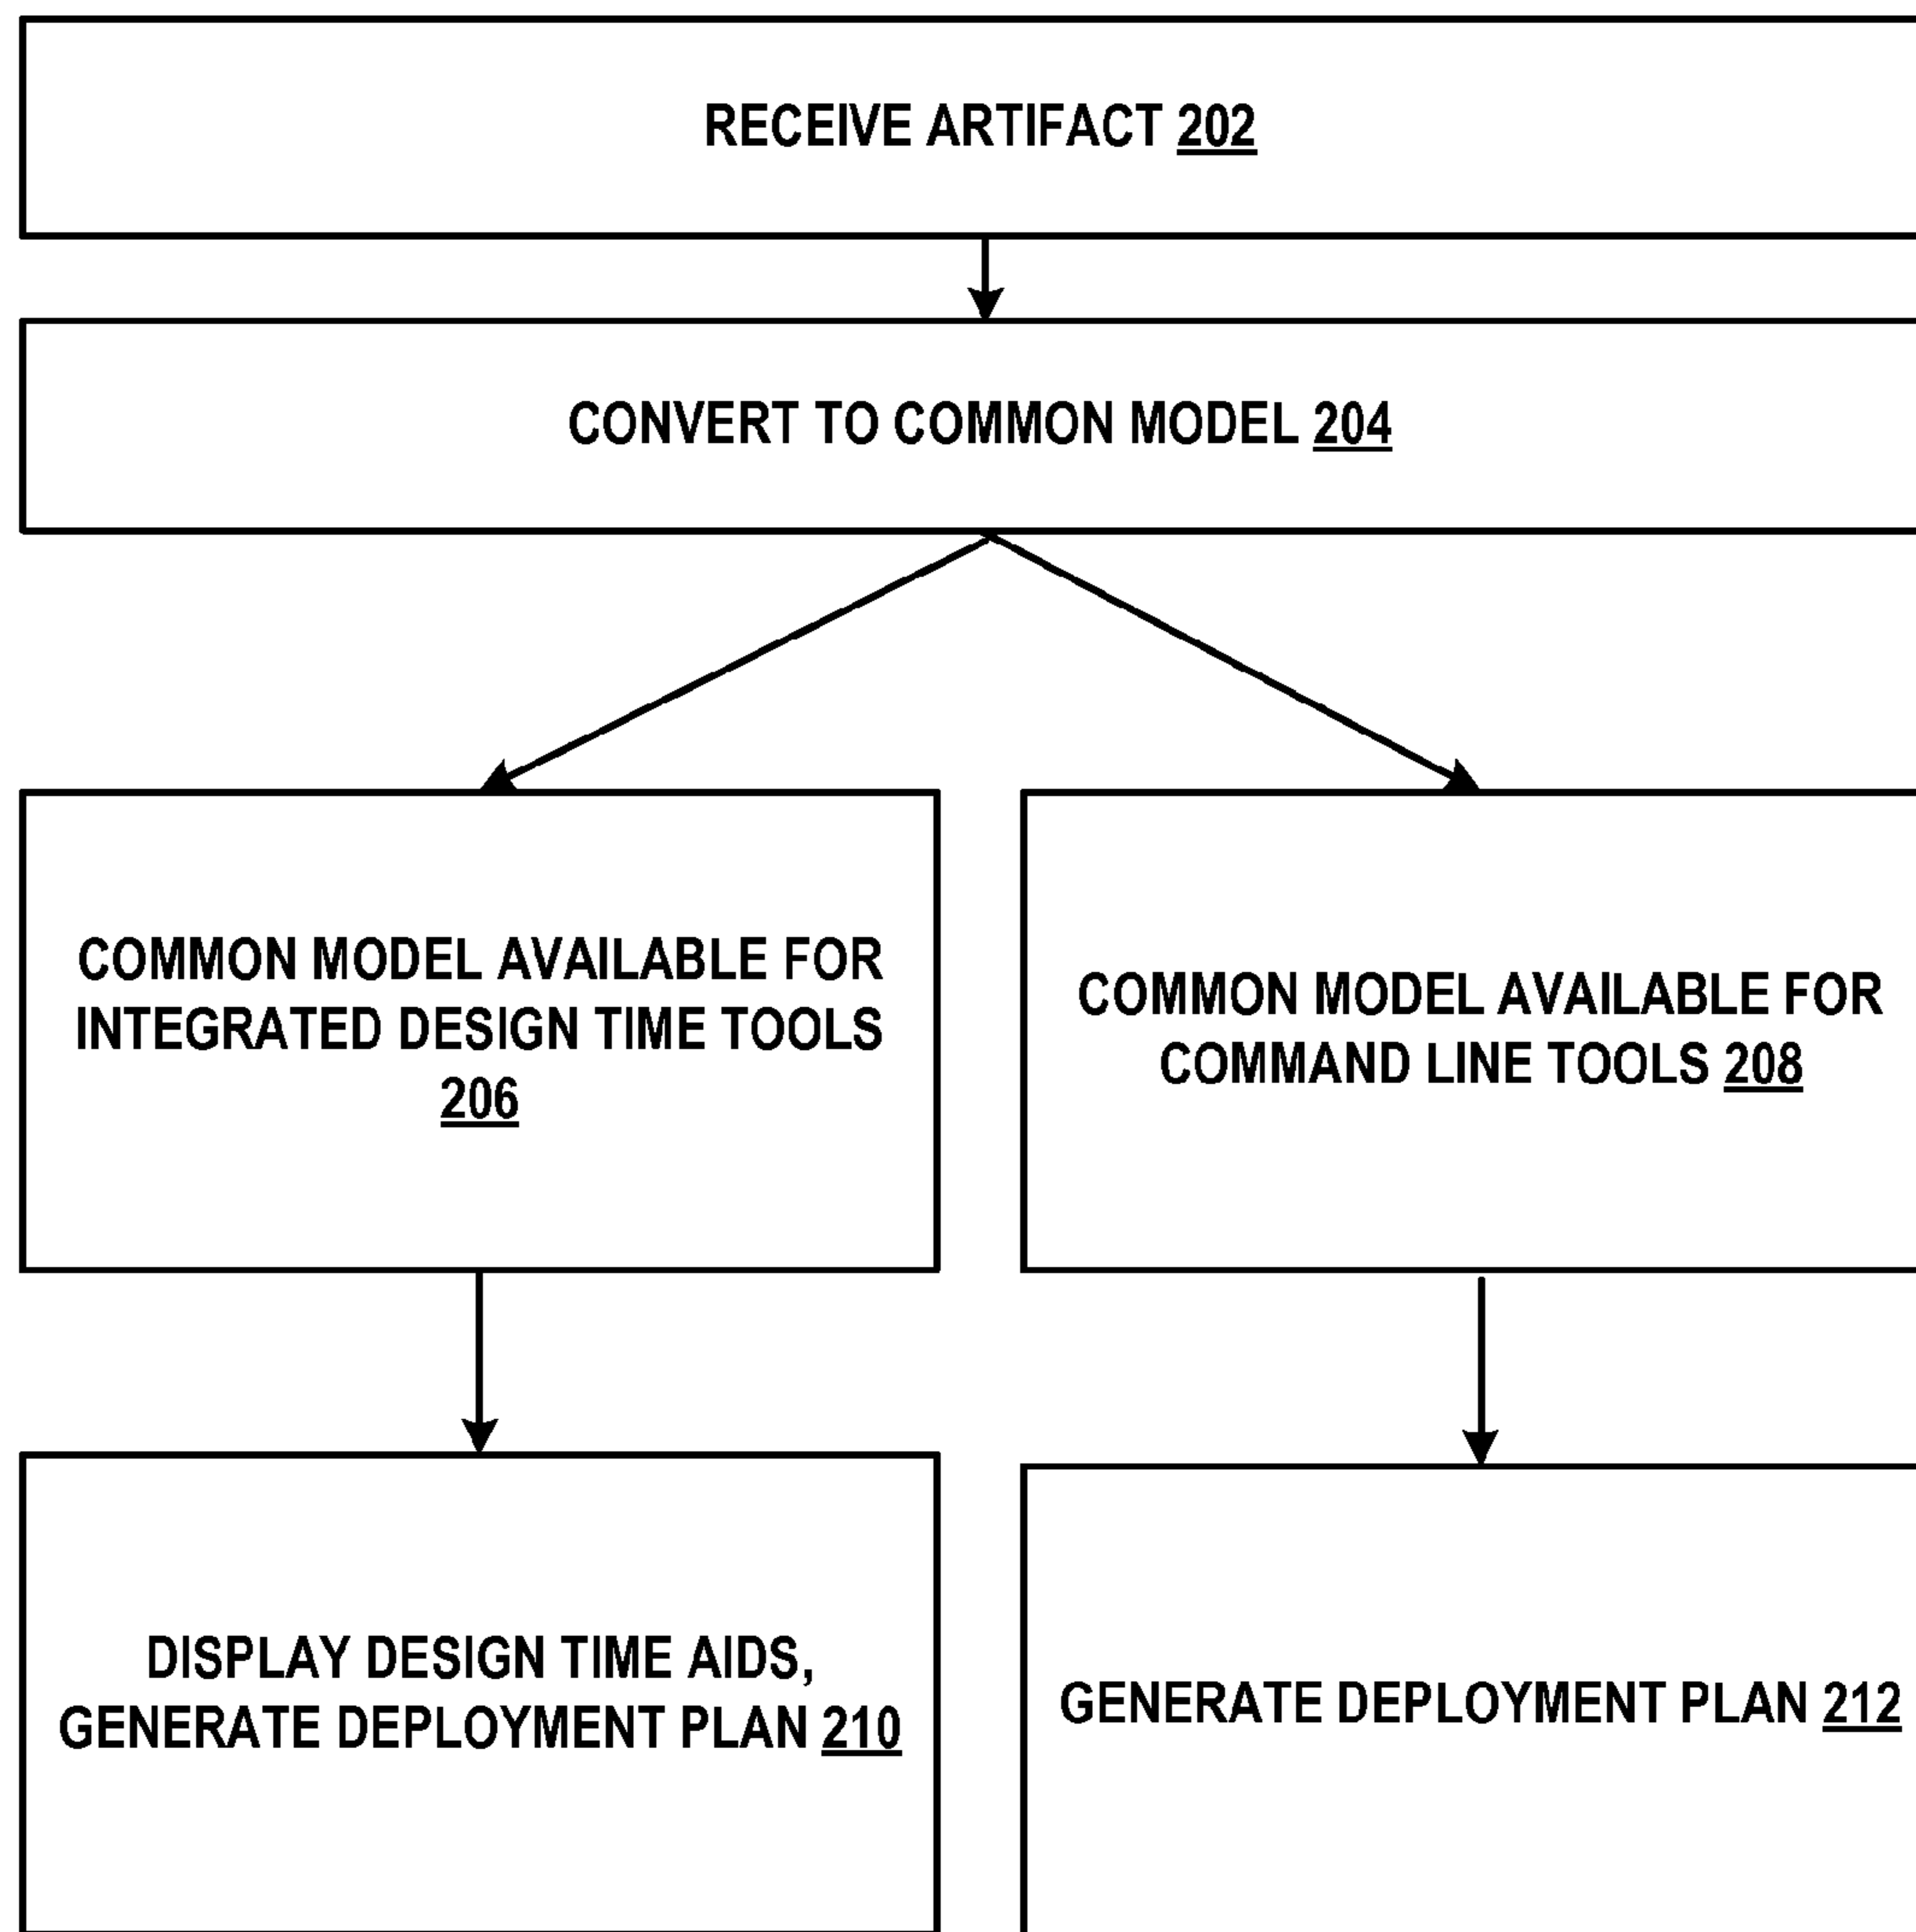 RECEIVE ARTIFACT 202
CONVERT TO COMMON MODEL 204
COMMON MODEL AVAILABLE FOR
INTEGRATED DESIGN TIME TOOLS
206
COMMON MODEL AVAILABLE FOR
COMMAND LINE TOOLS 208
DISPLAY DESIGN TIME AIDS,
GENERATE DEPLOYMENT PLAN 210
GENERATE DEPLOYMENT PLAN 212